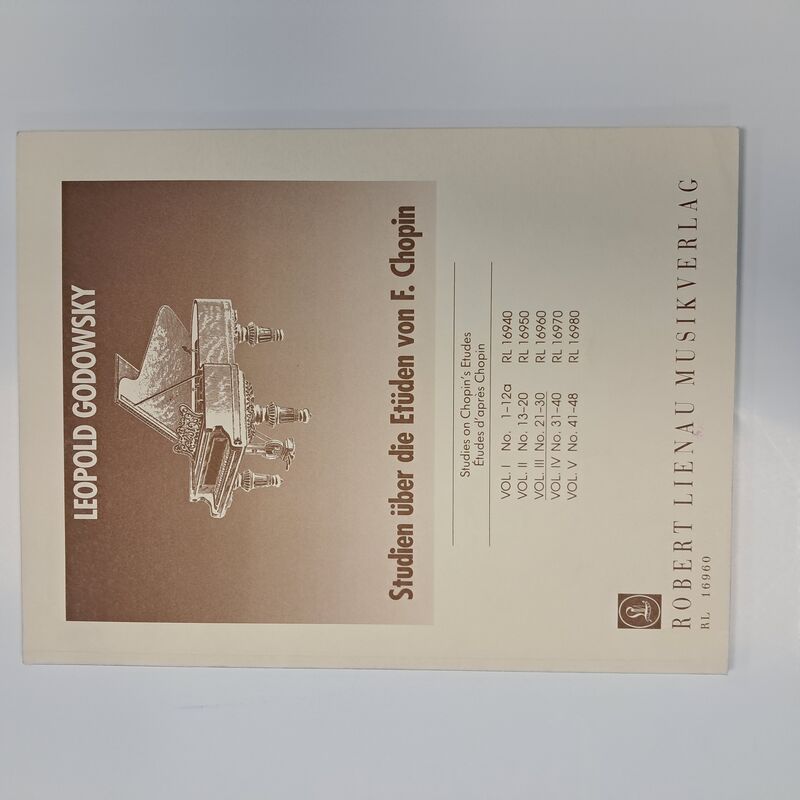 LEOPOLD GODOWSKY
Studien über die Etüden von F. Chopin
Studies on Chopin's Etudes
Études d'après Chopin
VOL. I No. 1–12a RL 16940
VOL. II No. 13–20 RL 16950
VOL. III No. 21–30 RL 16960
VOL. IV No. 31–40 RL 16970
VOL. V No. 41–48 RL 16980
ROBERT LIENAU MUSIKVERLAG
RL 16960